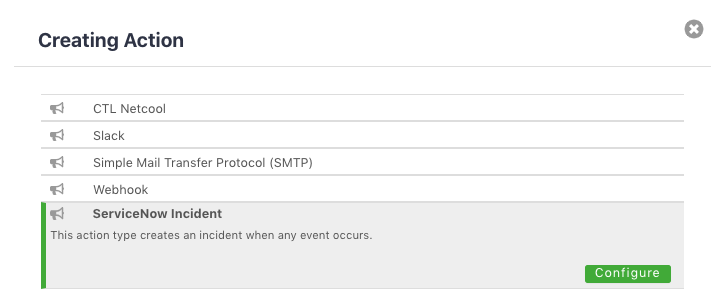 Creating Action
CTL Netcool
Slack
Simple Mail Transfer Protocol (SMTP)
Webhook
ServiceNow Incident
This action type creates an incident when any event occurs.
Configure